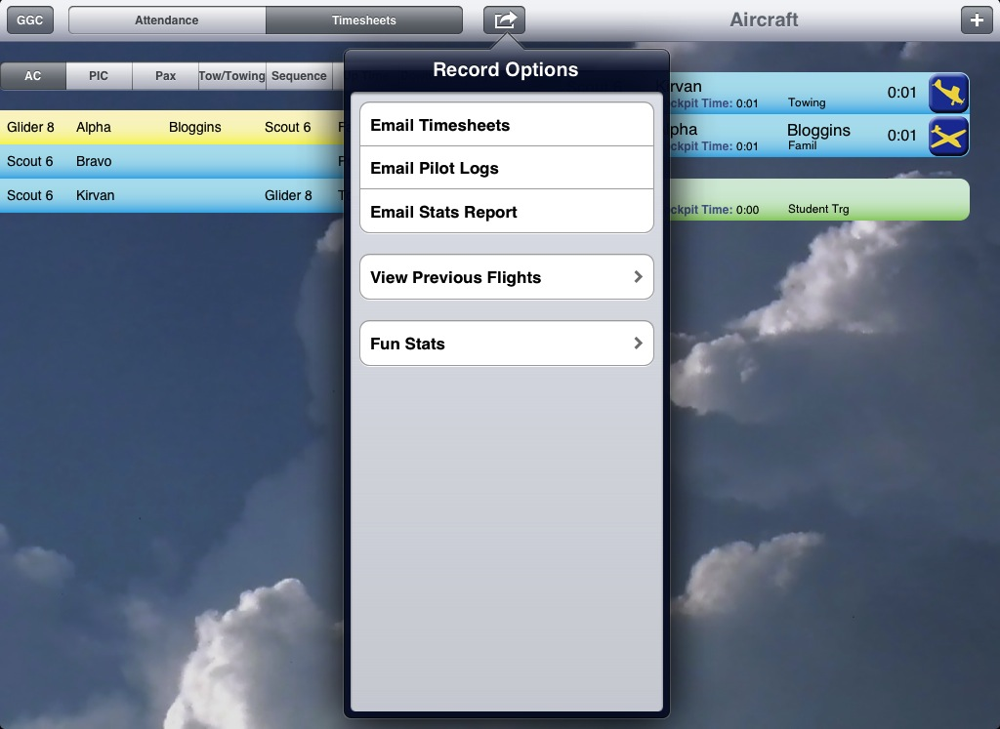 GGC
Attendance
Timesheets
Aircraft
+
AC
PIC
Pax
Tow/Towing
Sequence
Glider 8 Alpha Bloggins Scout 6
Scout 6 Bravo
Scout 6 Kirvan Glider 8
Record Options
Email Timesheets
Email Pilot Logs
Email Stats Report
View Previous Flights
Fun Stats
rvan 0:01
ckpit Time: 0:01 Towing
pha Bloggins 0:01
ckpit Time: 0:01 Famil
ckpit Time: 0:00 Student Trg